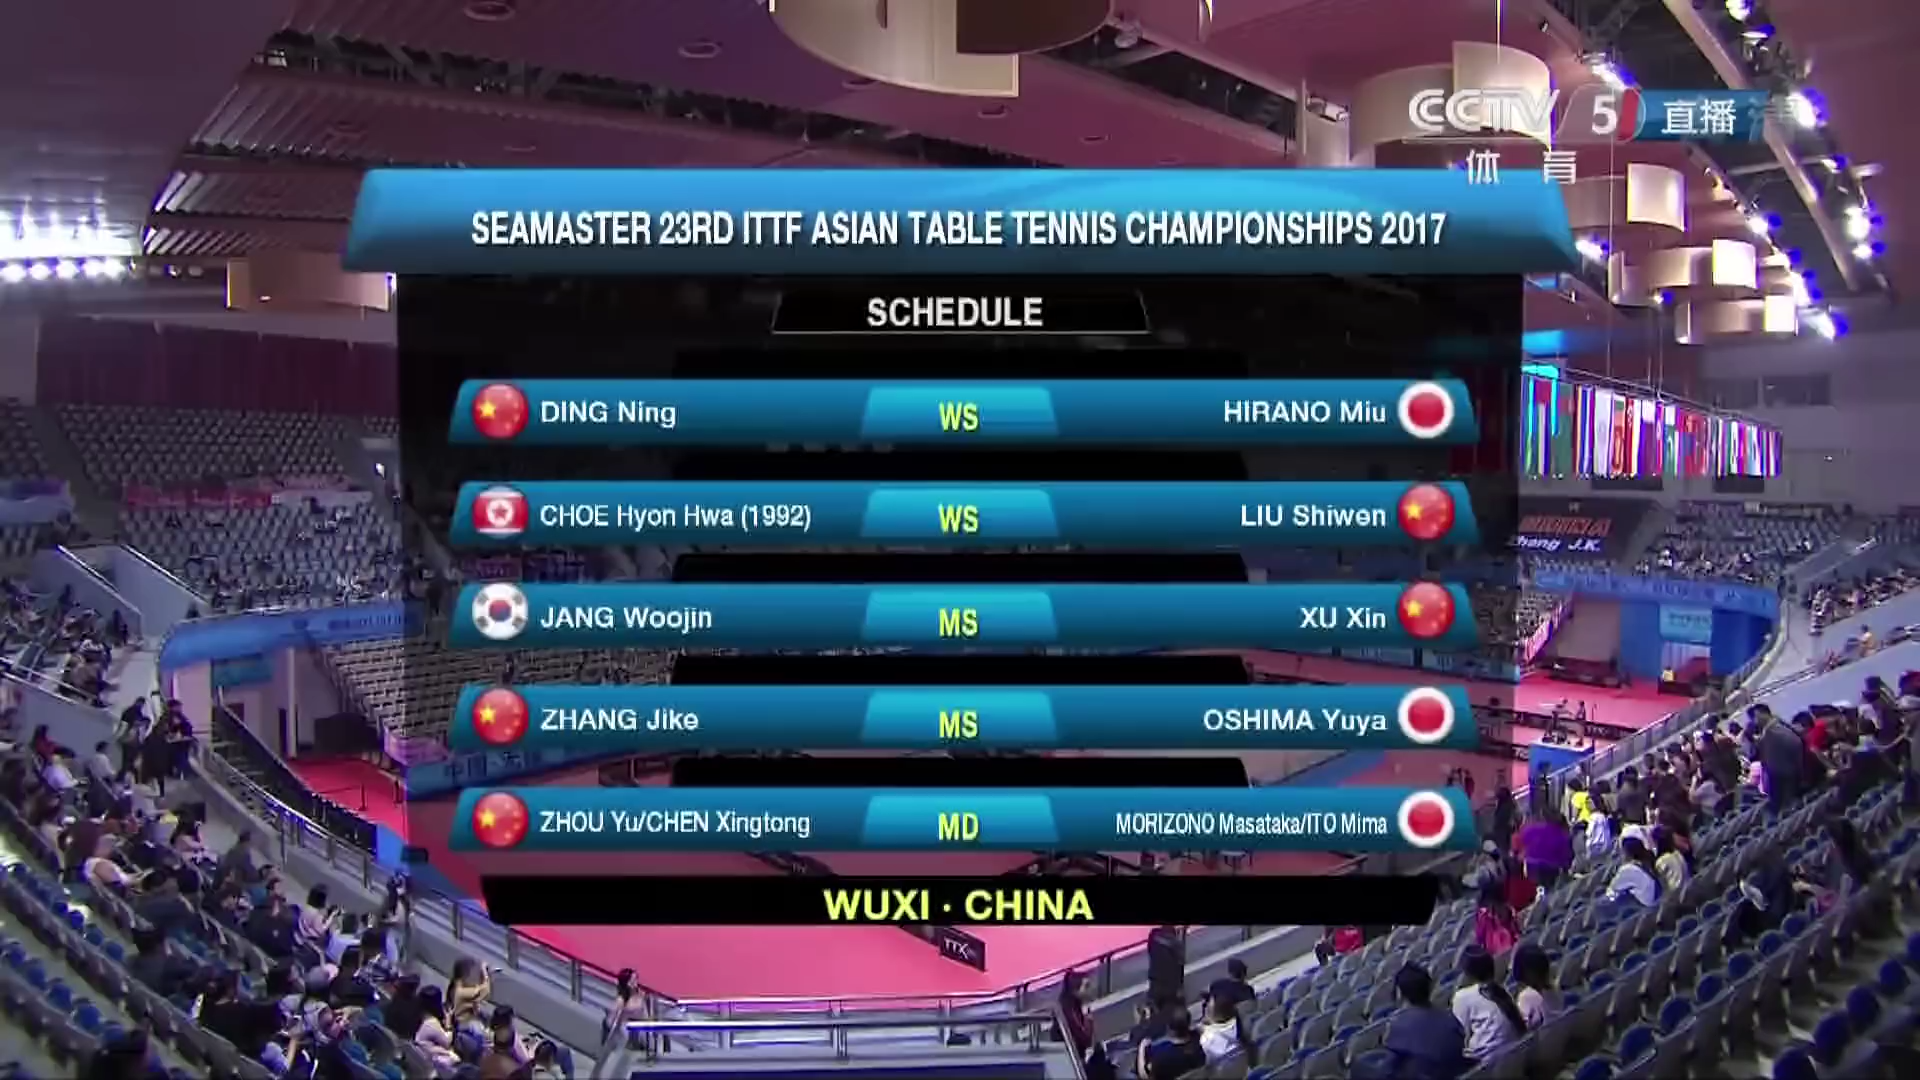 CCTV 5 直播
体育
SEAMASTER 23RD ITTF ASIAN TABLE TENNIS CHAMPIONSHIPS 2017
SCHEDULE
DING Ning WS HIRANO Miu
CHOE Hyon Hwa (1992) WS LIU Shiwen
JANG Woojin MS XU Xin
ZHANG Jike MS OSHIMA Yuya
ZHOU Yu/CHEN Xingtong MD MORIZONO Masataka/ITO Mima
WUXI · CHINA
TTX